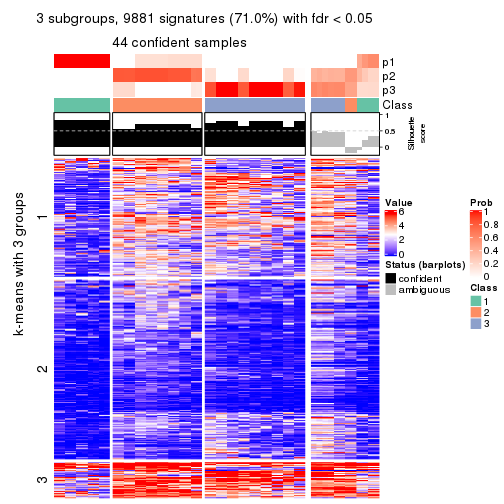 3 subgroups, 9881 signatures (71.0%) with fdr < 0.05
44 confident samples
p1
p2
p3
Class
1
0.5
0
Silhouette
score
k-means with 3 groups
1
2
3
Value
6
4
2
0
Status (barplots)
confident
ambiguous
Prob
1
0.8
0.6
0.4
0.2
0
Class
1
2
3